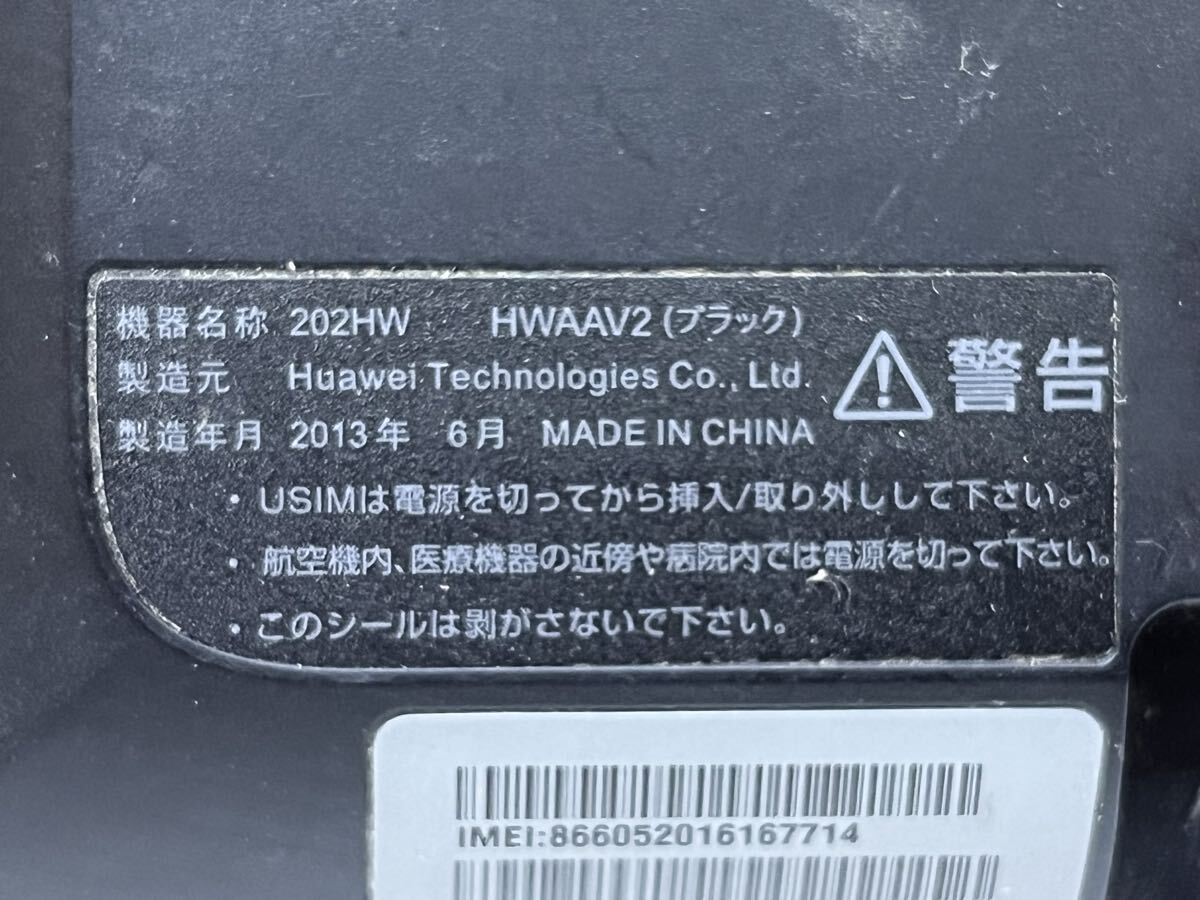 機器名称 202HW HWAAV2 (ブラック)
製造元 Huawei Technologies Co., Ltd.
製造年月 2013年 6月 MADE IN CHINA
警告
・USIMは電源を切ってから挿入/取り外しして下さい。
・航空機内、医療機器の近傍や病院内では電源を切って下さい。
・このシールは剥がさないで下さい。
IMEI:866052016167714